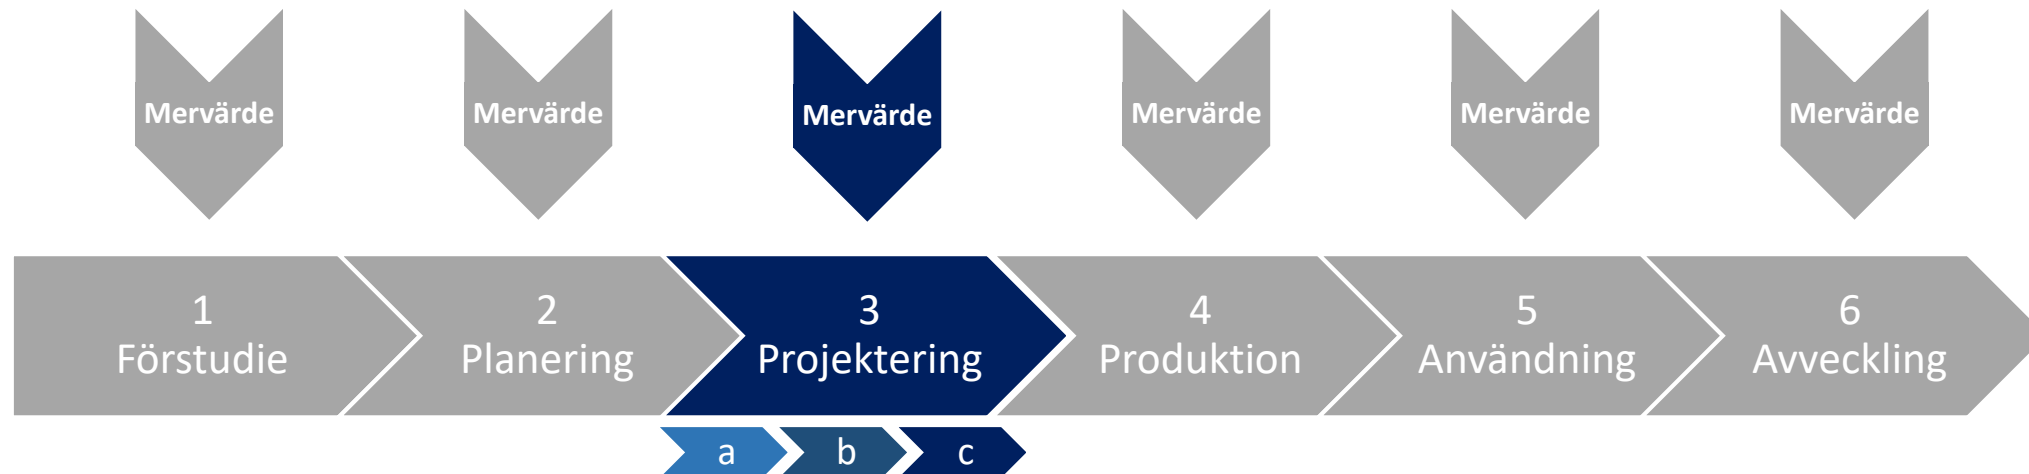 Mervärde
Mervärde
Mervärde
Mervärde
Mervärde
Mervärde
1
Förstudie
2
Planering
3
Projektering
4
Produktion
5
Användning
6
Avveckling
a
b
c